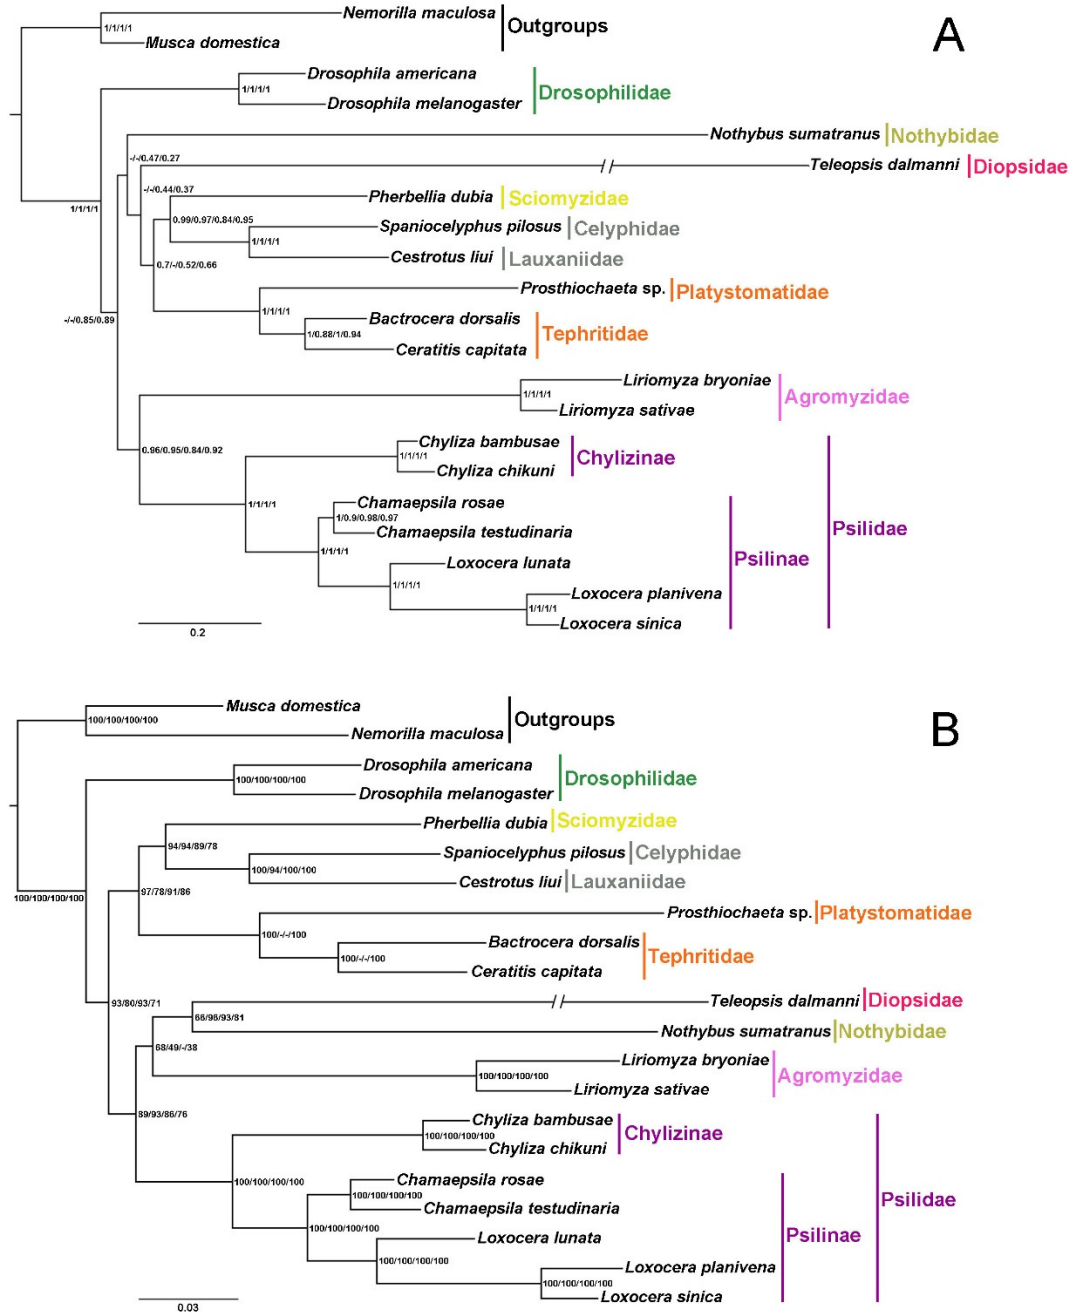 Nemorilla maculosa
A
1/1/1/1
Outgroups
Musca domestica
Drosophila americana
1/1/1/1
Drosophilidae
Drosophila melanogaster
Nothybus sumatranus
Nothybidae
-/-/0.47/0.27
Teleopsis dalmanni
Diopsidae
-/-/0.44/0.37
Pherbellia dubia
Sciomyzidae
1/1/1/1
0.99/0.97/0.84/0.95
Spaniocelyphus pilosus
Celyphidae
1/1/1/1
Cestrotus liui
Lauxaniidae
0.7/-/0.52/0.66
Prosthiochaeta sp.
Platystomatidae
1/1/1/1
-/-/0.85/0.89
Bactrocera dorsalis
1/0.88/1/0.94
Tephritidae
Ceratitis capitata
Liriomyza bryoniae
1/1/1/1
Agromyzidae
Liriomyza sativae
Chyliza bambusae
0.96/0.95/0.84/0.92
1/1/1/1
Chylizinae
Chyliza chikuni
Chamaepsila rosae
1/1/1/1
1/0.9/0.98/0.97
Chamaepsila testudinaria
Psilidae
1/1/1/1
Psilinae
Loxocera lunata
1/1/1/1
Loxocera planivena
1/1/1/1
Loxocera sinica
0.2
Musca domestica
B
100/100/100/100
Outgroups
Nemorilla maculosa
Drosophila americana
100/100/100/100
Drosophilidae
Drosophila melanogaster
Pherbellia dubia
Sciomyzidae
94/94/89/78
Spaniocelyphus pilosus
Celyphidae
100/94/100/100
Cestrotus liui
Lauxaniidae
97/78/91/86
100/100/100/100
Prosthiochaeta sp.
Platystomatidae
100/-/-/100
Bactrocera dorsalis
100/-/-/100
Tephritidae
Ceratitis capitata
93/80/93/71
Teleopsis dalmanni
Diopsidae
66/96/93/81
Nothybus sumatranus
Nothybidae
68/49/-/38
Liriomyza bryoniae
100/100/100/100
Agromyzidae
Liriomyza sativae
89/93/86/76
Chyliza bambusae
100/100/100/100
Chylizinae
Chyliza chikuni
100/100/100/100
Chamaepsila rosae
100/100/100/100
Psilidae
Chamaepsila testudinaria
100/100/100/100
Psilinae
Loxocera lunata
100/100/100/100
Loxocera planivena
100/100/100/100
Loxocera sinica
0.03